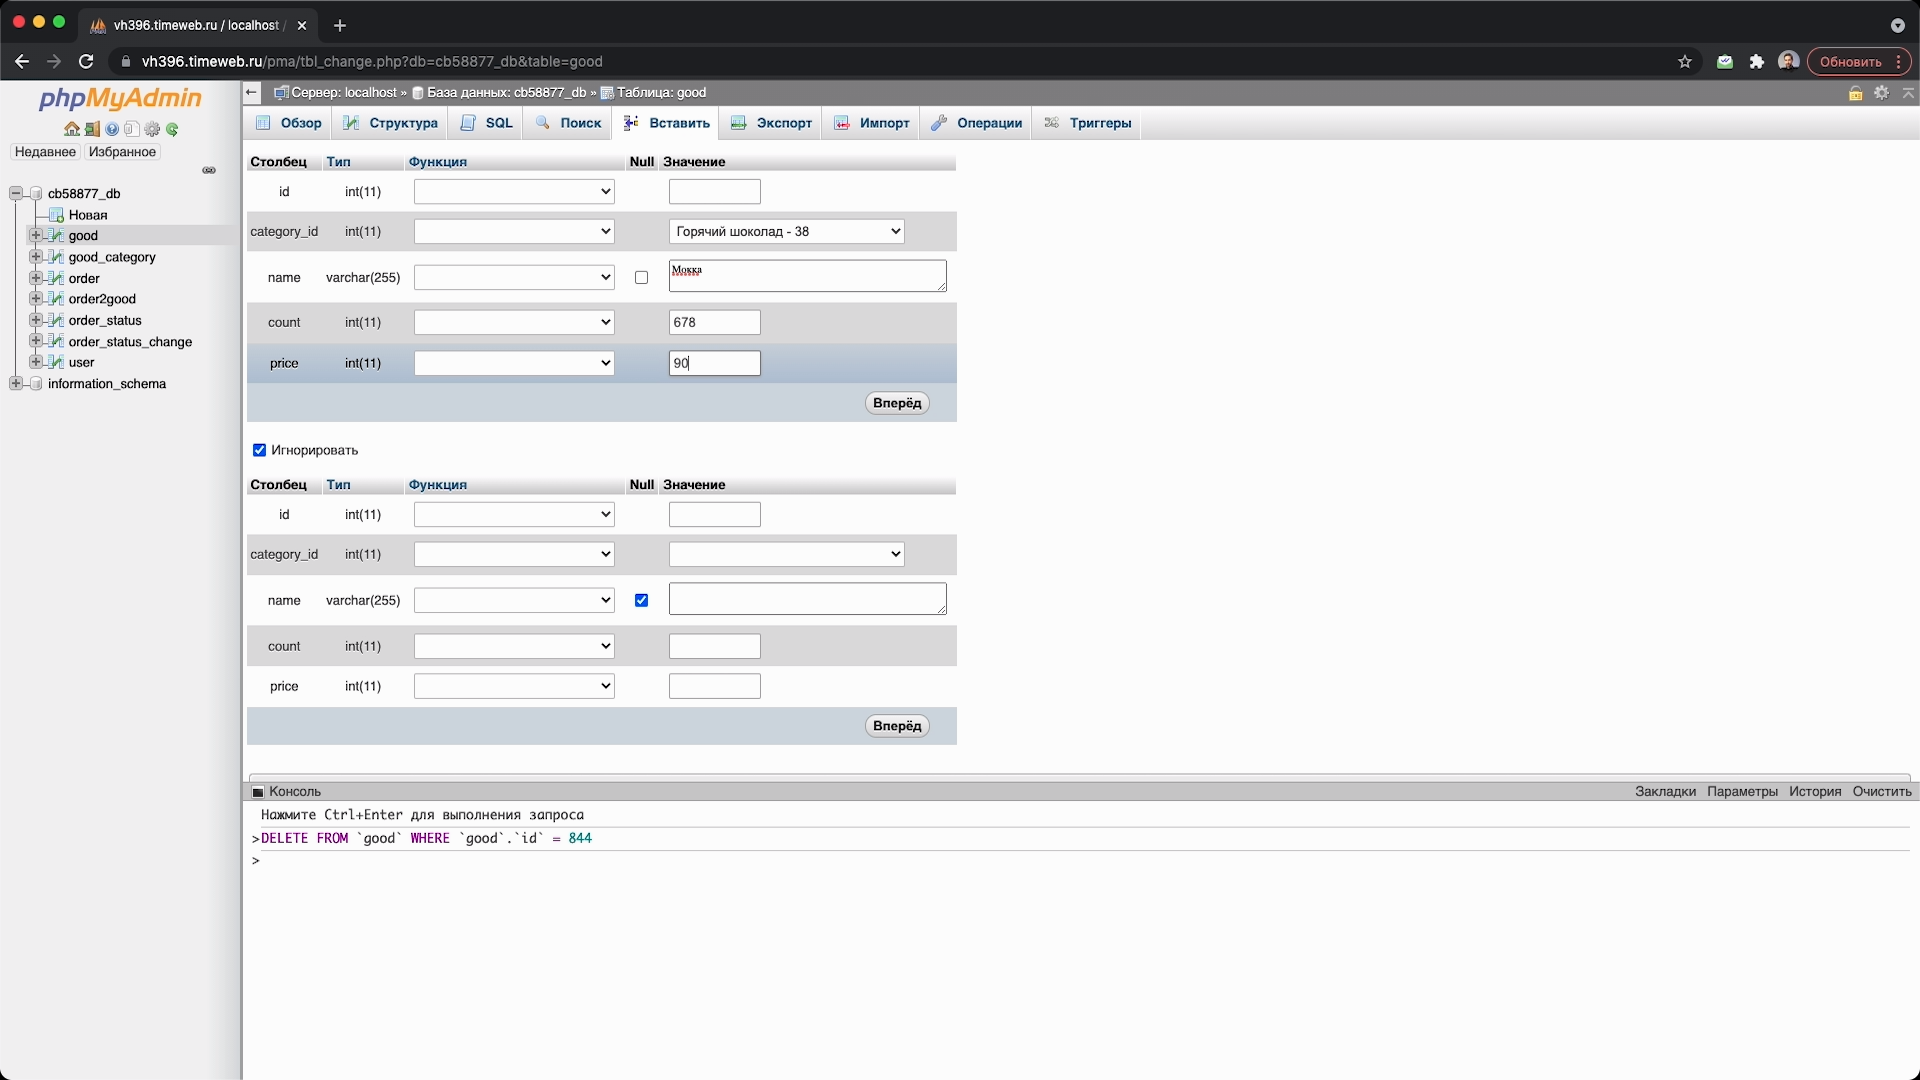 vh396.timeweb.ru / localhost /
vh396.timeweb.ru/pma/tbl_change.php?db=cb58877_db&table=good
Обновить
phpMyAdmin
Недавнее Избранное
cb58877_db
Новая
good
good_category
order
order2good
order_status
order_status_change
user
information_schema
Сервер: localhost » База данных: cb58877_db » Таблица: good
Обзор Структура SQL Поиск Вставить Экспорт Импорт Операции Триггеры
Столбец Тип Функция Null Значение
id int(11)
category_id int(11) Горячий шоколад - 38
name varchar(255) Мокка
count int(11) 678
price int(11) 90
Вперёд
Игнорировать
Столбец Тип Функция Null Значение
id int(11)
category_id int(11)
name varchar(255)
count int(11)
price int(11)
Вперёд
Консоль Закладки Параметры История Очистить
Нажмите Ctrl+Enter для выполнения запроса
>DELETE FROM `good` WHERE `good`.`id` = 844
>